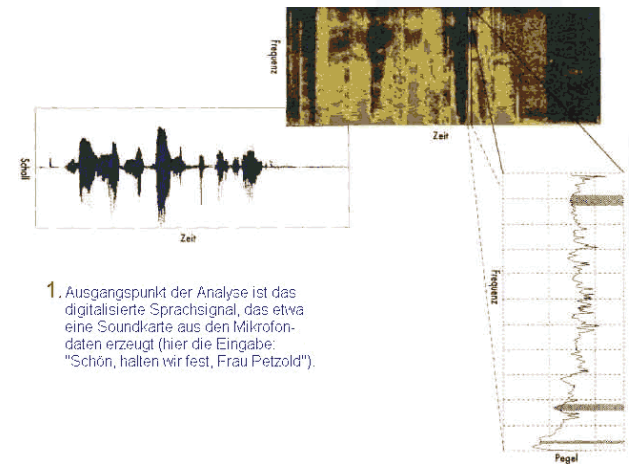 Frequenz
Zeit
Schall
Zeit
Frequenz
Pegel
1. Ausgangspunkt der Analyse ist das
digitalisierte Sprachsignal, das etwa
eine Soundkarte aus den Mikrofon-
daten erzeugt (hier die Eingabe:
"Schön, halten wir fest, Frau Petzold").